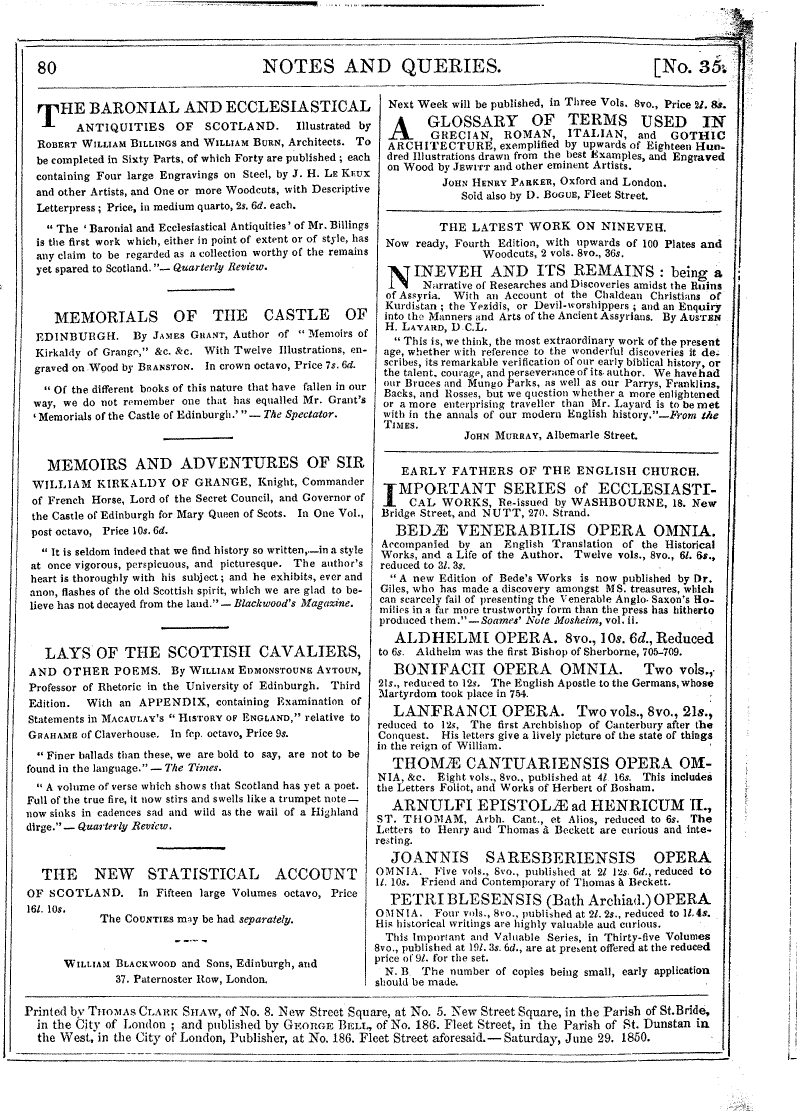 80 NOTES AND QUERIES. [No. 35.
THE BARONIAL AND ECCLESIASTICAL
ANTIQUITIES OF SCOTLAND. Illustrated by
ROBERT WILLIAM BILLINGS and WILLIAM BURN, Architects. To
be completed in Sixty Parts, of which Forty are published; each
containing Four large Engravings on Steel, by J. H. LE KEUX
and other Artists, and One or more Woodcuts, with Descriptive
Letterpress; Price, in medium quarto, 2s. 6d. each.
" The ' Baronial and Ecclesiastical Antiquities' of Mr. Billings
is the first work which, either in point of extent or of style, has
any claim to be regarded as a collection worthy of the remains
yet spared to Scotland."— Quarterly Review.
MEMORIALS OF THE CASTLE OF
EDINBURGH. By JAMES GRANT, Author of " Memoirs of
Kirkaldy of Grange," &c. &c. With Twelve Illustrations, en-
graved on Wood by BRANSTON. In crown octavo, Price 7s. 6d.
" Of the different books of this nature that have fallen in our
way, we do not remember one that has equalled Mr. Grant's
' Memorials of the Castle of Edinburgh.' "— The Spectator.
MEMOIRS AND ADVENTURES OF SIR
WILLIAM KIRKALDY OF GRANGE, Knight, Commander
of French Horse, Lord of the Secret Council, and Governor of
the Castle of Edinburgh for Mary Queen of Scots. In One Vol.,
post octavo, Price 10s. 6d.
" It is seldom indeed that we find history so written,—in a style
at once vigorous, perspicuous, and picturesque. The author's
heart is thoroughly with his subject; and he exhibits, ever and
anon, flashes of the old Scottish spirit, which we are glad to be-
lieve has not decayed from the land."— Blackwood's Magazine.
LAYS OF THE SCOTTISH CAVALIERS,
AND OTHER POEMS. By WILLIAM EDMONSTOUNE AYTOUN,
Professor of Rhetoric in the University of Edinburgh. Third
Edition. With an APPENDIX, containing Examination of
Statements in MACAULAY'S " HISTORY OF ENGLAND," relative to
GRAHAME of Claverhouse. In fcp. octavo, Price 9s.
" Finer ballads than these, we are bold to say, are not to be
found in the language."— The Times.
" A volume of verse which shows that Scotland has yet a poet.
Full of the true fire, it now stirs and swells like a trumpet note—
now sinks in cadences sad and wild as the wail of a Highland
dirge."— Quarterly Review.
THE NEW STATISTICAL ACCOUNT
OF SCOTLAND. In Fifteen large Volumes octavo, Price
16l. 10s.
The COUNTIES may be had separately.
WILLIAM BLACKWOOD and Sons, Edinburgh, and
37. Paternoster Row, London.
Next Week will be published, in Three Vols. 8vo., Price 2l. 8s.
A GLOSSARY OF TERMS USED IN
GRECIAN, ROMAN, ITALIAN, and GOTHIC
ARCHITECTURE, exemplified by upwards of Eighteen Hun-
dred Illustrations drawn from the best Examples, and Engraved
on Wood by JEWITT and other eminent Artists.
JOHN HENRY PARKER, Oxford and London.
Sold also by D. BOGUE, Fleet Street.
THE LATEST WORK ON NINEVEH.
Now ready, Fourth Edition, with upwards of 100 Plates and
Woodcuts, 2 vols. 8vo., 36s.
NINEVEH AND ITS REMAINS: being a
Narrative of Researches and Discoveries amidst the Ruins
of Assyria. With an Account of the Chaldean Christians of
Kurdistan; the Yezidis, or Devil-worshippers; and an Enquiry
into the Manners and Arts of the Ancient Assyrians. By AUSTEN
H. LAYARD, D.C.L.
" This is, we think, the most extraordinary work of the present
age, whether with reference to the wonderful discoveries it de-
scribes, its remarkable verification of our early biblical history, or
the talent, courage, and perseverance of its author. We have had
our Bruces and Mungo Parks, as well as our Parrys, Franklins,
Backs, and Rosses, but we question whether a more enlightened
or a more enterprising traveller than Mr. Layard is to be met
with in the annals of our modern English history."—From the
TIMES.
JOHN MURRAY, Albemarle Street.
EARLY FATHERS OF THE ENGLISH CHURCH.
IMPORTANT SERIES of ECCLESIASTI-
CAL WORKS, Re-issued by WASHBOURNE, 18. New
Bridge Street, and NUTT, 270. Strand.
BEDÆ VENERABILIS OPERA OMNIA.
Accompanied by an English Translation of the Historical
Works, and a Life of the Author. Twelve vols., 8vo., 6l. 6s.,
reduced to 3l. 3s.
" A new Edition of Bede's Works is now published by Dr.
Giles, who has made a discovery amongst MS. treasures, which
can scarcely fail of presenting the Venerable Anglo-Saxon's Ho-
milies in a far more trustworthy form than the press has hitherto
produced them."— Soames' Note Mosheim, vol. ii.
ALDHELMI OPERA. 8vo., 10s. 6d., Reduced
to 6s. Aldhelm was the first Bishop of Sherborne, 705-709.
BONIFACII OPERA OMNIA. Two vols.,
21s., reduced to 12s. The English Apostle to the Germans, whose
Martyrdom took place in 754.
LANFRANCI OPERA. Two vols., 8vo., 21s.,
reduced to 12s, The first Archbishop of Canterbury after the
Conquest. His letters give a lively picture of the state of things
in the reign of William.
THOMÆ CANTUARIENSIS OPERA OM-
NIA, &c. Eight vols., 8vo., published at 4l 16s. This includes
the Letters Foliot, and Works of Herbert of Bosham.
ARNULFI EPISTOLÆ ad HENRICUM II.,
ST. THOMAM, Arbh. Cant., et Alios, reduced to 6s. The
Letters to Henry and Thomas à Beckett are curious and inte-
resting.
JOANNIS SARESBERIENSIS OPERA
OMNIA. Five vols., 8vo., published at 2l 12s. 6d., reduced to
1l. 10s. Friend and Contemporary of Thomas à Beckett.
PETRI BLESENSIS (Bath Archiad.) OPERA
OMNIA. Four vols., 8vo., published at 2l. 2s., reduced to 1l. 4s.
His historical writings are highly valuable and curious.
This Important and Valuable Series, in Thirty-five Volumes
8vo., published at 19l. 3s. 6d., are at present offered at the reduced
price of 9l. for the set.
N. B. The number of copies being small, early application
should be made.
Printed by THOMAS CLARK SHAW, of No. 8. New Street Square, at No. 5. New Street Square, in the Parish of St. Bride,
in the City of London; and published by GEORGE BELL, of No. 186. Fleet Street, in the Parish of St. Dunstan in
the West, in the City of London, Publisher, at No. 186. Fleet Street aforesaid.— Saturday, June 29. 1850.